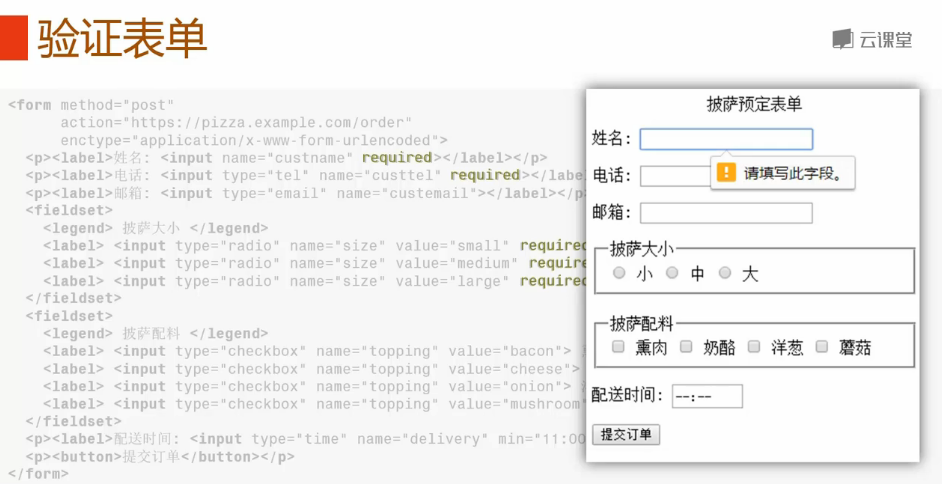 验证表单
云课堂
<form method="post"
action="https://pizza.example.com/order"
enctype="application/x-www-form-urlencoded">
<p><label>姓名: <input name="custname" required></label></p>
<p><label>电话: <input type="tel" name="custtel" required></labe
<p><label>邮箱: <input type="email" name="custemail"></label></p
<fieldset>
<legend> 披萨大小 </legend>
<label> <input type="radio" name="size" value="small" required
<label> <input type="radio" name="size" value="medium" require
<label> <input type="radio" name="size" value="large" required
</fieldset>
<fieldset>
<legend> 披萨配料 </legend>
<label> <input type="checkbox" name="topping" value="bacon">
<label> <input type="checkbox" name="topping" value="cheese">
<label> <input type="checkbox" name="topping" value="onion">
<label> <input type="checkbox" name="topping" value="mushroom"
</fieldset>
<p><label>配送时间: <input type="time" name="delivery" min="11:00
<p><button>提交订单</button></p>
</form>
披萨预定表单
姓名:
请填写此字段。
电话:
邮箱:
披萨大小
小 中 大
披萨配料
熏肉 奶酪 洋葱 蘑菇
配送时间: --:--
提交订单